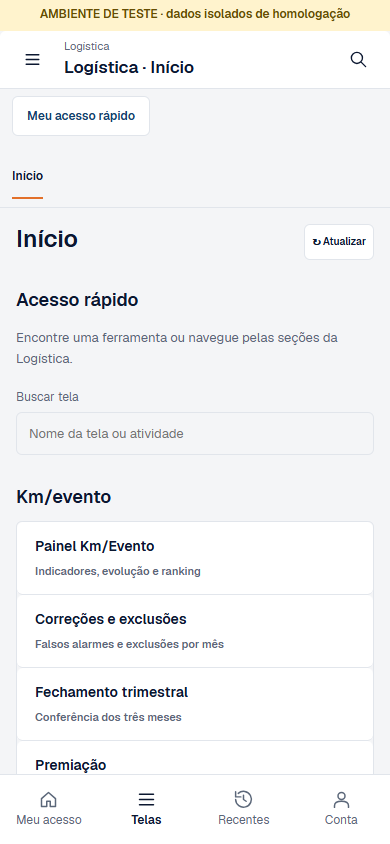 AMBIENTE DE TESTE · dados isolados de homologação
Logística
Logística · Início
Meu acesso rápido
Início
Início
↻ Atualizar
Acesso rápido
Encontre uma ferramenta ou navegue pelas seções da
Logística.
Buscar tela
Nome da tela ou atividade
Km/evento
Painel Km/Evento
Indicadores, evolução e ranking
Correções e exclusões
Falsos alarmes e exclusões por mês
Fechamento trimestral
Conferência dos três meses
Premiação
Meu acesso
Telas
Recentes
Conta